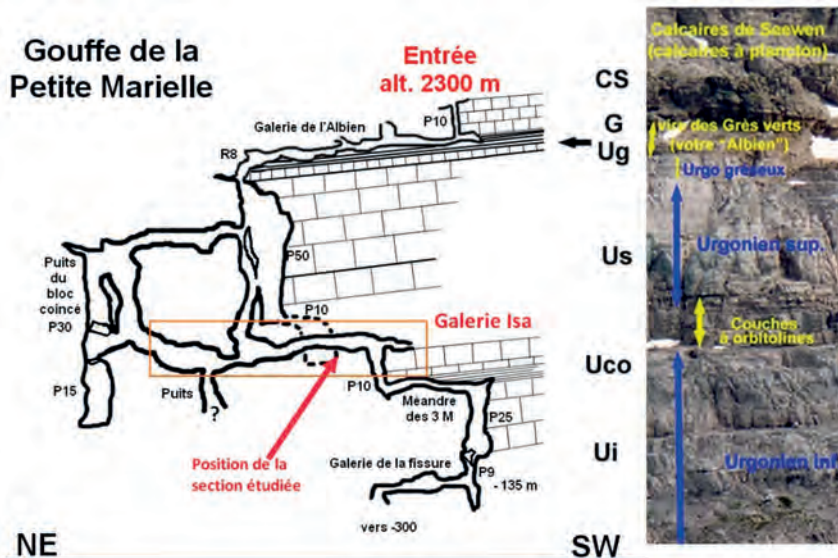 Gouffe de la
Petite Marielle
Entrée
alt. 2300 m
Galerie de l'Albien
P10
R8
P50
Puits
du
bloc
coincé
P30
P15
P10
Galerie Isa
Puits
?
P10
Méandre
des 3 M
P25
Position de la
section étudiée
Galerie de la fissure
P9
- 135 m
vers -300
NE
SW
CS
G
Ug
Us
Uco
Ui
Calcaires de Seewen
(calcaires à plancton)
vire des Grès verts
(votre "Albien")
Urgo gréseux
Urgonien sup.
Couches
à orbitolines
Urgonien inf